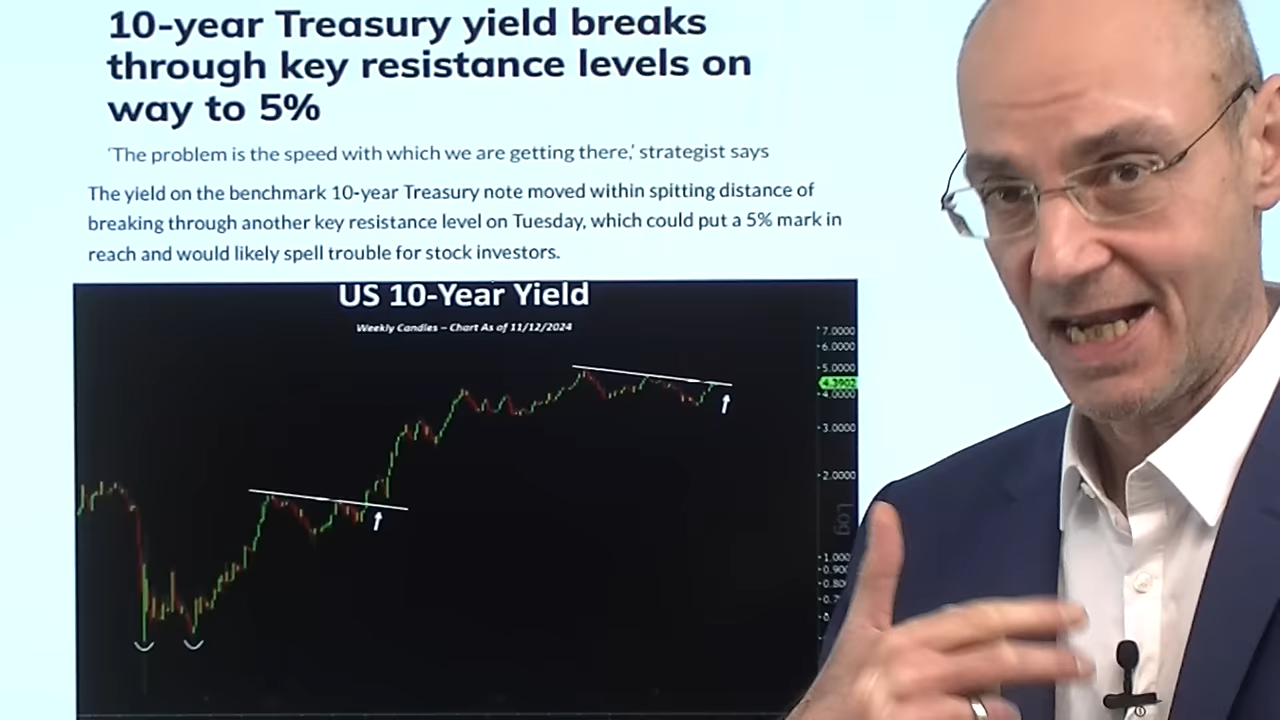 10-year Treasury yield breaks
through key resistance levels on
way to 5%
‘The problem is the speed with which we are getting there,’ strategist says
The yield on the benchmark 10-year Treasury note moved within spitting distance of
breaking through another key resistance level on Tuesday, which could put a 5% mark in
reach and would likely spell trouble for stock investors.
US 10-Year Yield
Weekly Candles – Chart As of 11/12/2024
7.0000
6.0000
5.0000
4.3902
4.0000
3.0000
2.0000
Log
1.000
0.900
0.80
0.7